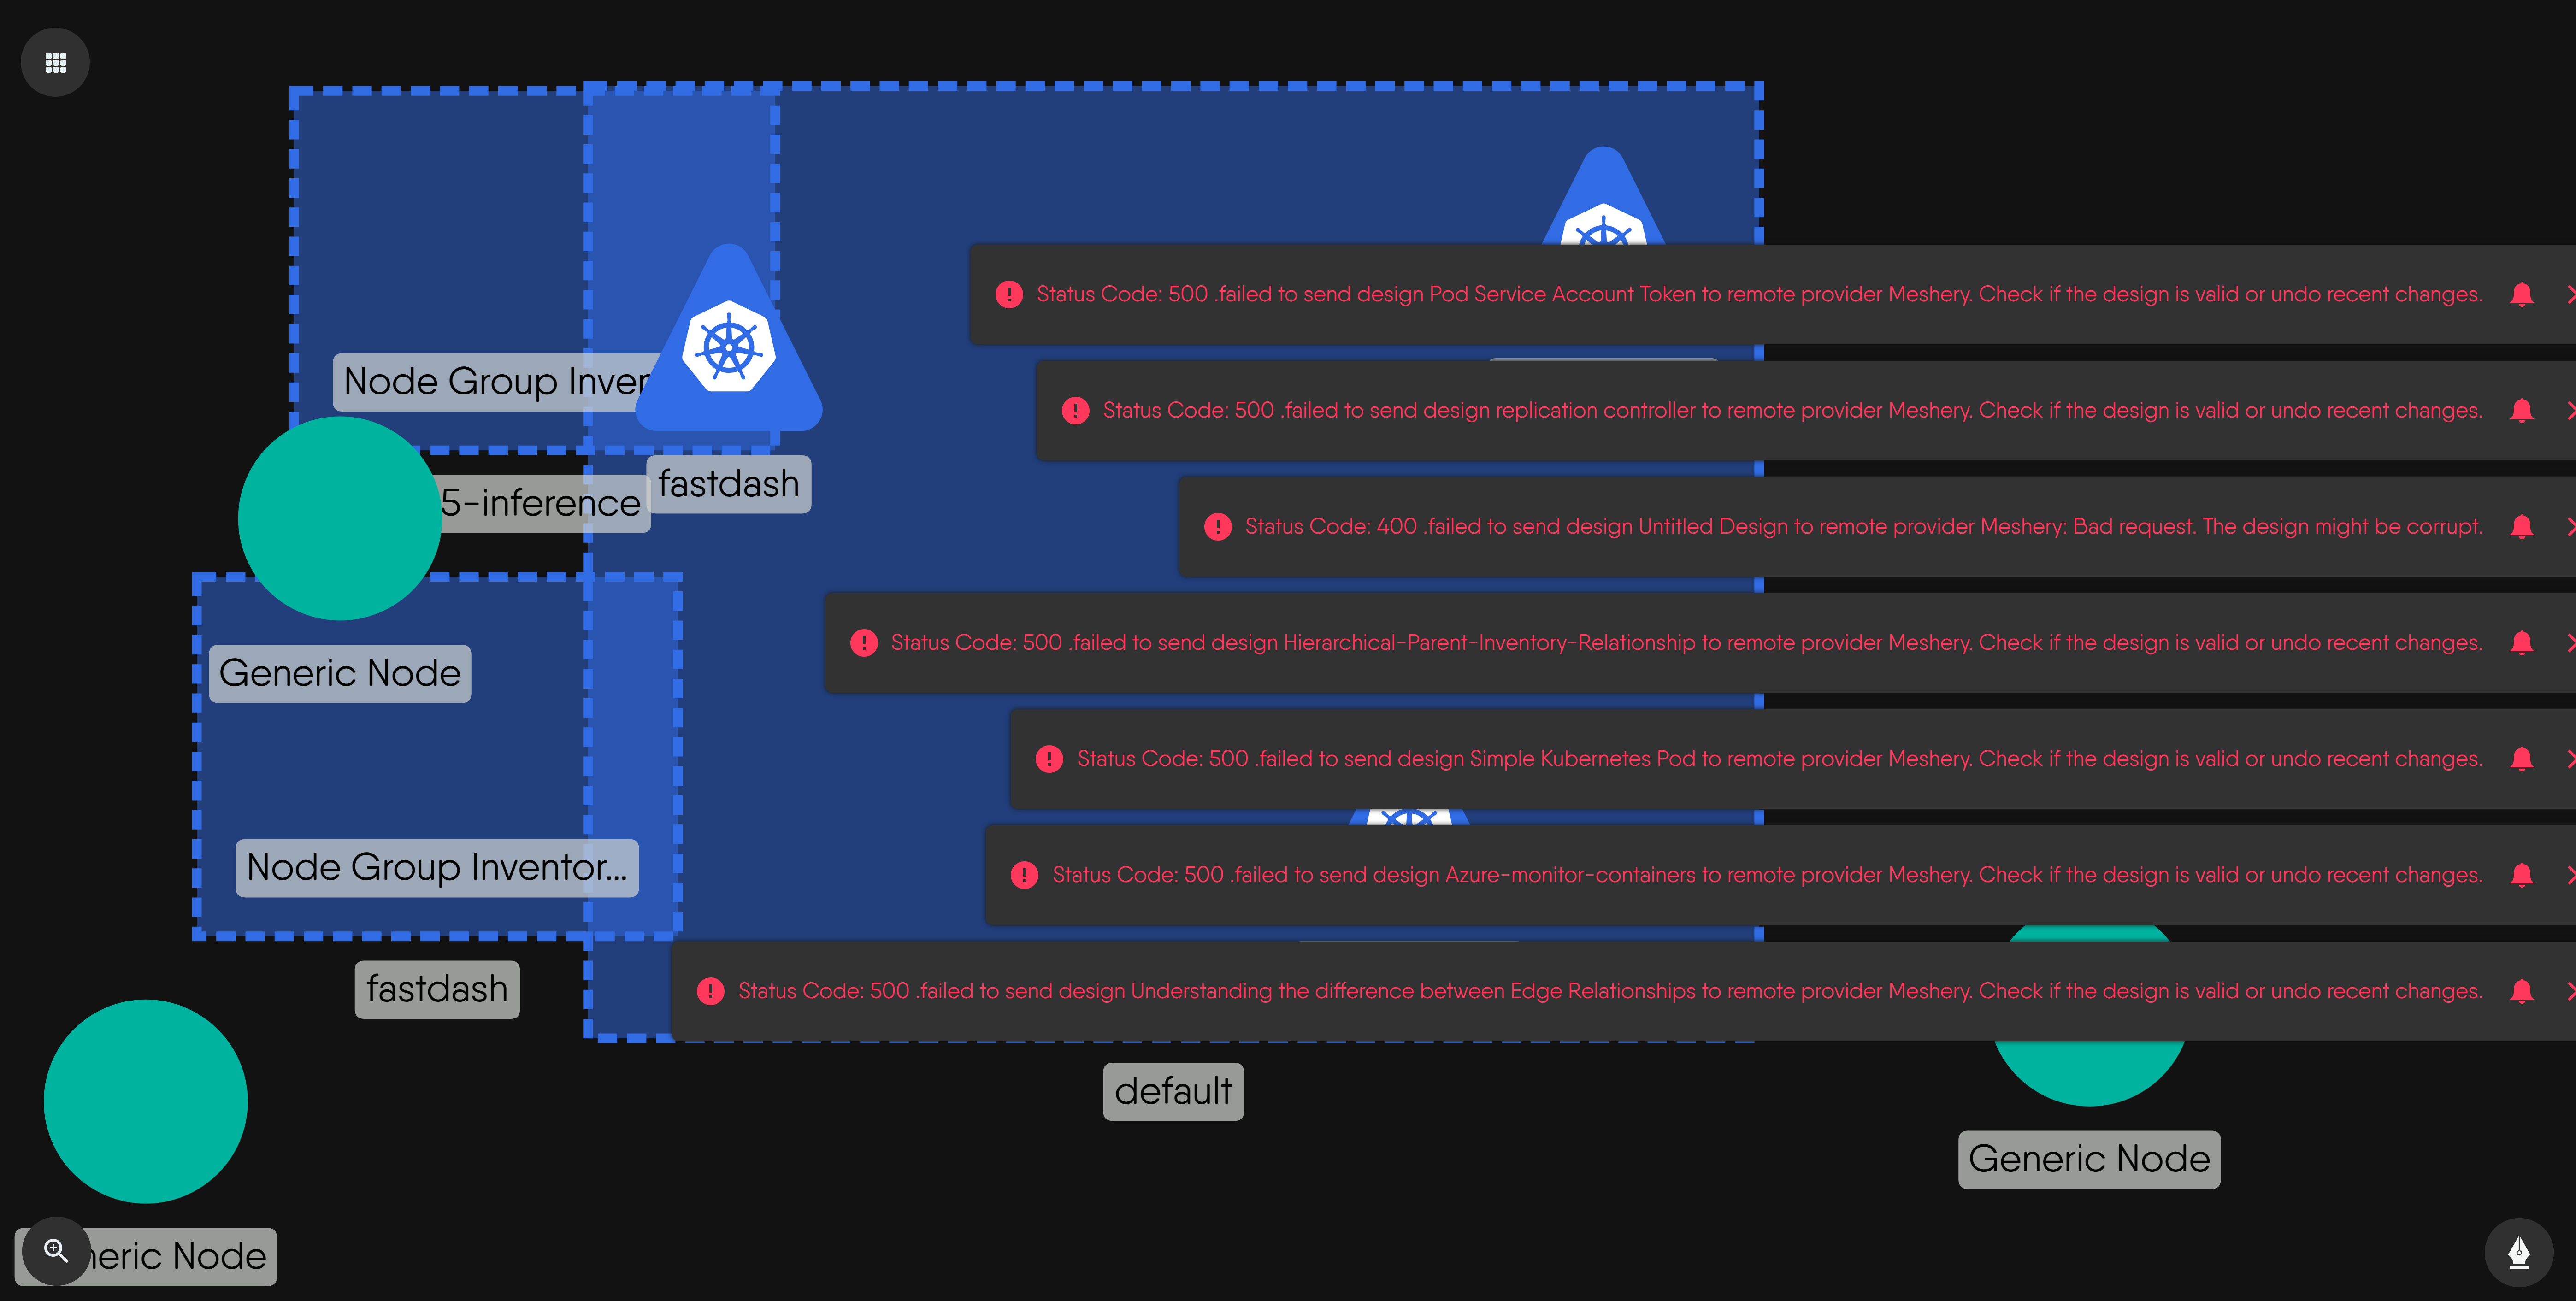 Status Code: 500 .failed to send design Pod Service Account Token to remote provider Meshery. Check if the design is valid or undo recent changes.
Node Group Inven
Status Code: 500 .failed to send design replication controller to remote provider Meshery. Check if the design is valid or undo recent changes.
fastdash
5-inference
Status Code: 400 .failed to send design Untitled Design to remote provider Meshery: Bad request. The design might be corrupt.
Status Code: 500 .failed to send design Hierarchical-Parent-Inventory-Relationship to remote provider Meshery. Check if the design is valid or undo recent changes.
Generic Node
Status Code: 500 .failed to send design Simple Kubernetes Pod to remote provider Meshery. Check if the design is valid or undo recent changes.
Node Group Inventor...
Status Code: 500 .failed to send design Azure-monitor-containers to remote provider Meshery. Check if the design is valid or undo recent changes.
fastdash
Status Code: 500 .failed to send design Understanding the difference between Edge Relationships to remote provider Meshery. Check if the design is valid or undo recent changes.
default
Generic Node
neric Node